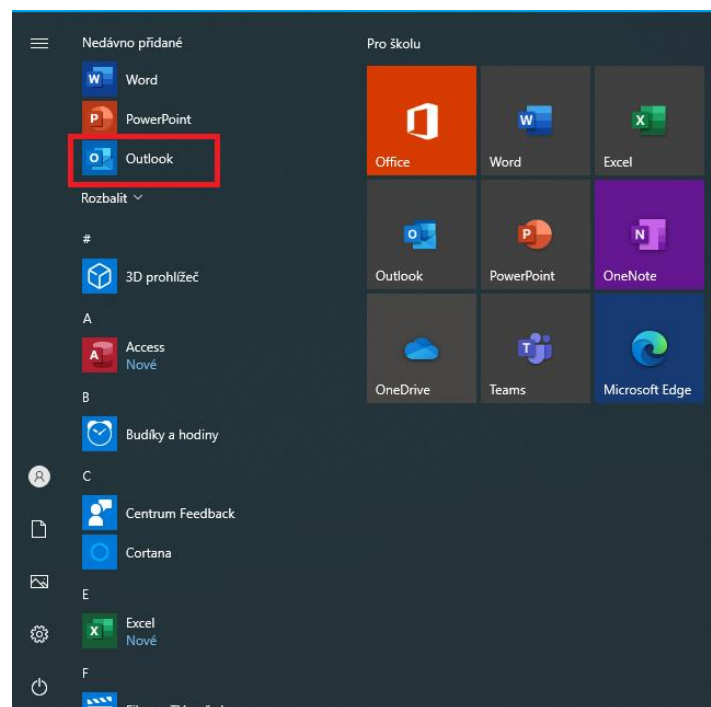 Nedávno přidané
Word
PowerPoint
Outlook
Rozbalit
#
3D prohlížeč
A
Access
Nové
B
Budíky a hodiny
C
Centrum Feedback
Cortana
E
Excel
Nové
F
Pro školu
Office
Word
Excel
Outlook
PowerPoint
OneNote
OneDrive
Teams
Microsoft Edge